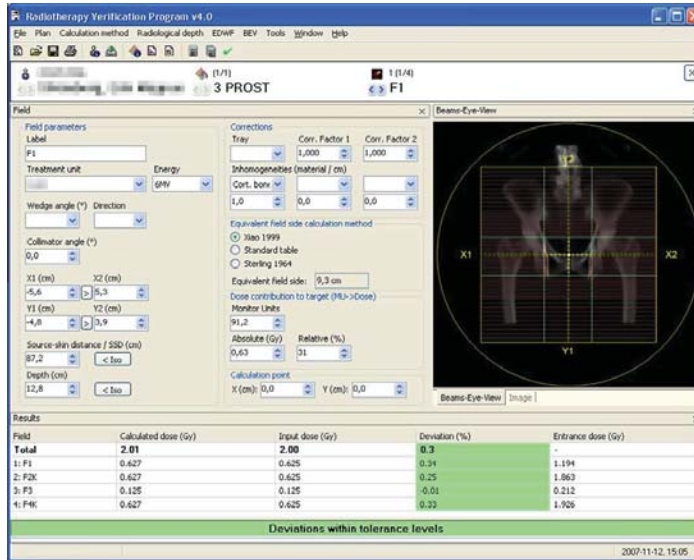 Radiotherapy Verification Program v4.0
File Plan Calculation method Radiological depth EDWF BEV Tools Window Help
(1/1) 1 (1/4)
3 PROST F1
Field Beams-Eye-View
Field parameters Corrections
Label Tray Corr. Factor 1 Corr. Factor 2
F1 1,000 1,000
Treatment unit Energy Inhomogeneities (material / cm)
6MV Cort. bone
Wedge angle (°) Direction 1,0 0,0 0,0
Equivalent field side calculation method
Collimator angle (°) Xiao 1999
0,0 Standard table
Sterling 1964
X1 (cm) X2 (cm) Equivalent field side: 9,3 cm
-5,6 > 5,3
Y1 (cm) Y2 (cm) Dose contribution to target (MU->Dose)
-4,8 > 3,9 Monitor Units
91,2
Source-skin distance / SSD (cm) Absolute (Gy) Relative (%)
87,2 < Iso 0,63 31
Depth (cm) Calculation point
12,8 < Iso X (cm): 0,0 Y (cm): 0,0
Y2
X1 X2
Y1
Beams-Eye-View Image
Results
Field Calculated dose (Gy) Input dose (Gy) Deviation (%) Entrance dose (Gy)
Total 2.01 2.00 0.3 -
1: F1 0.627 0.625 0.34 1.194
2: F2K 0.627 0.625 0.25 1.863
3: F3 0.125 0.125 -0.01 0.212
4: F4K 0.627 0.625 0.33 1.926
Deviations within tolerance levels
2007-11-12, 15:05